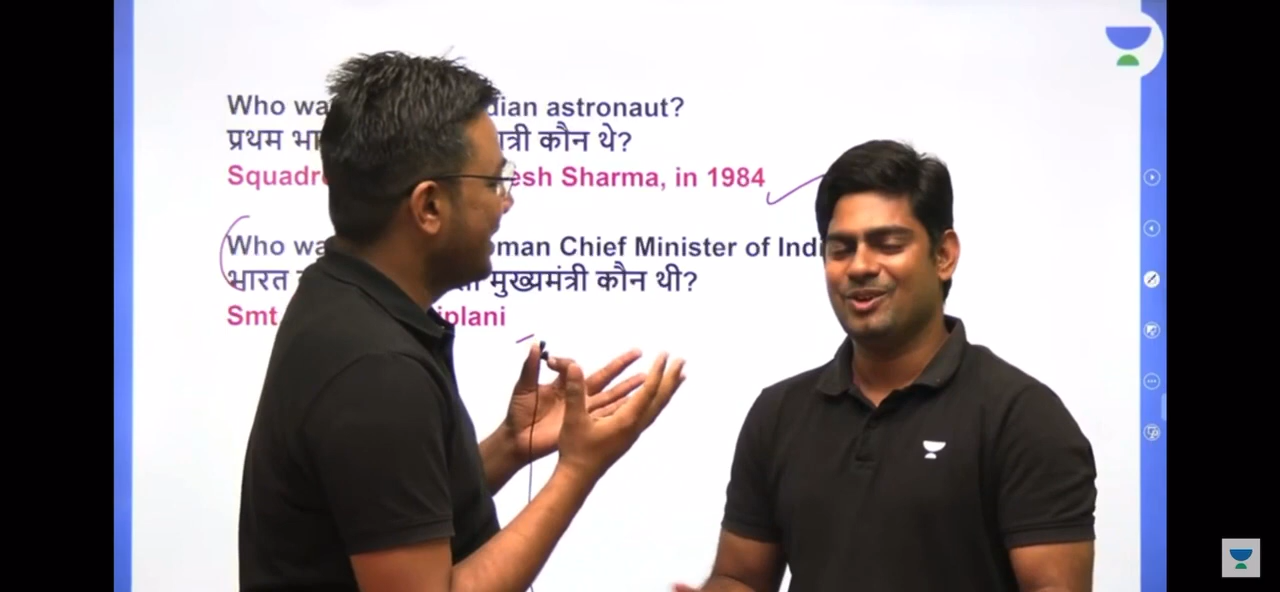 Who wa dian astronaut?
प्रथम भा त्री कौन थे?
Squadr esh Sharma, in 1984
Who wa man Chief Minister of Indi
भारत मुख्यमंत्री कौन थी?
Smt iplani